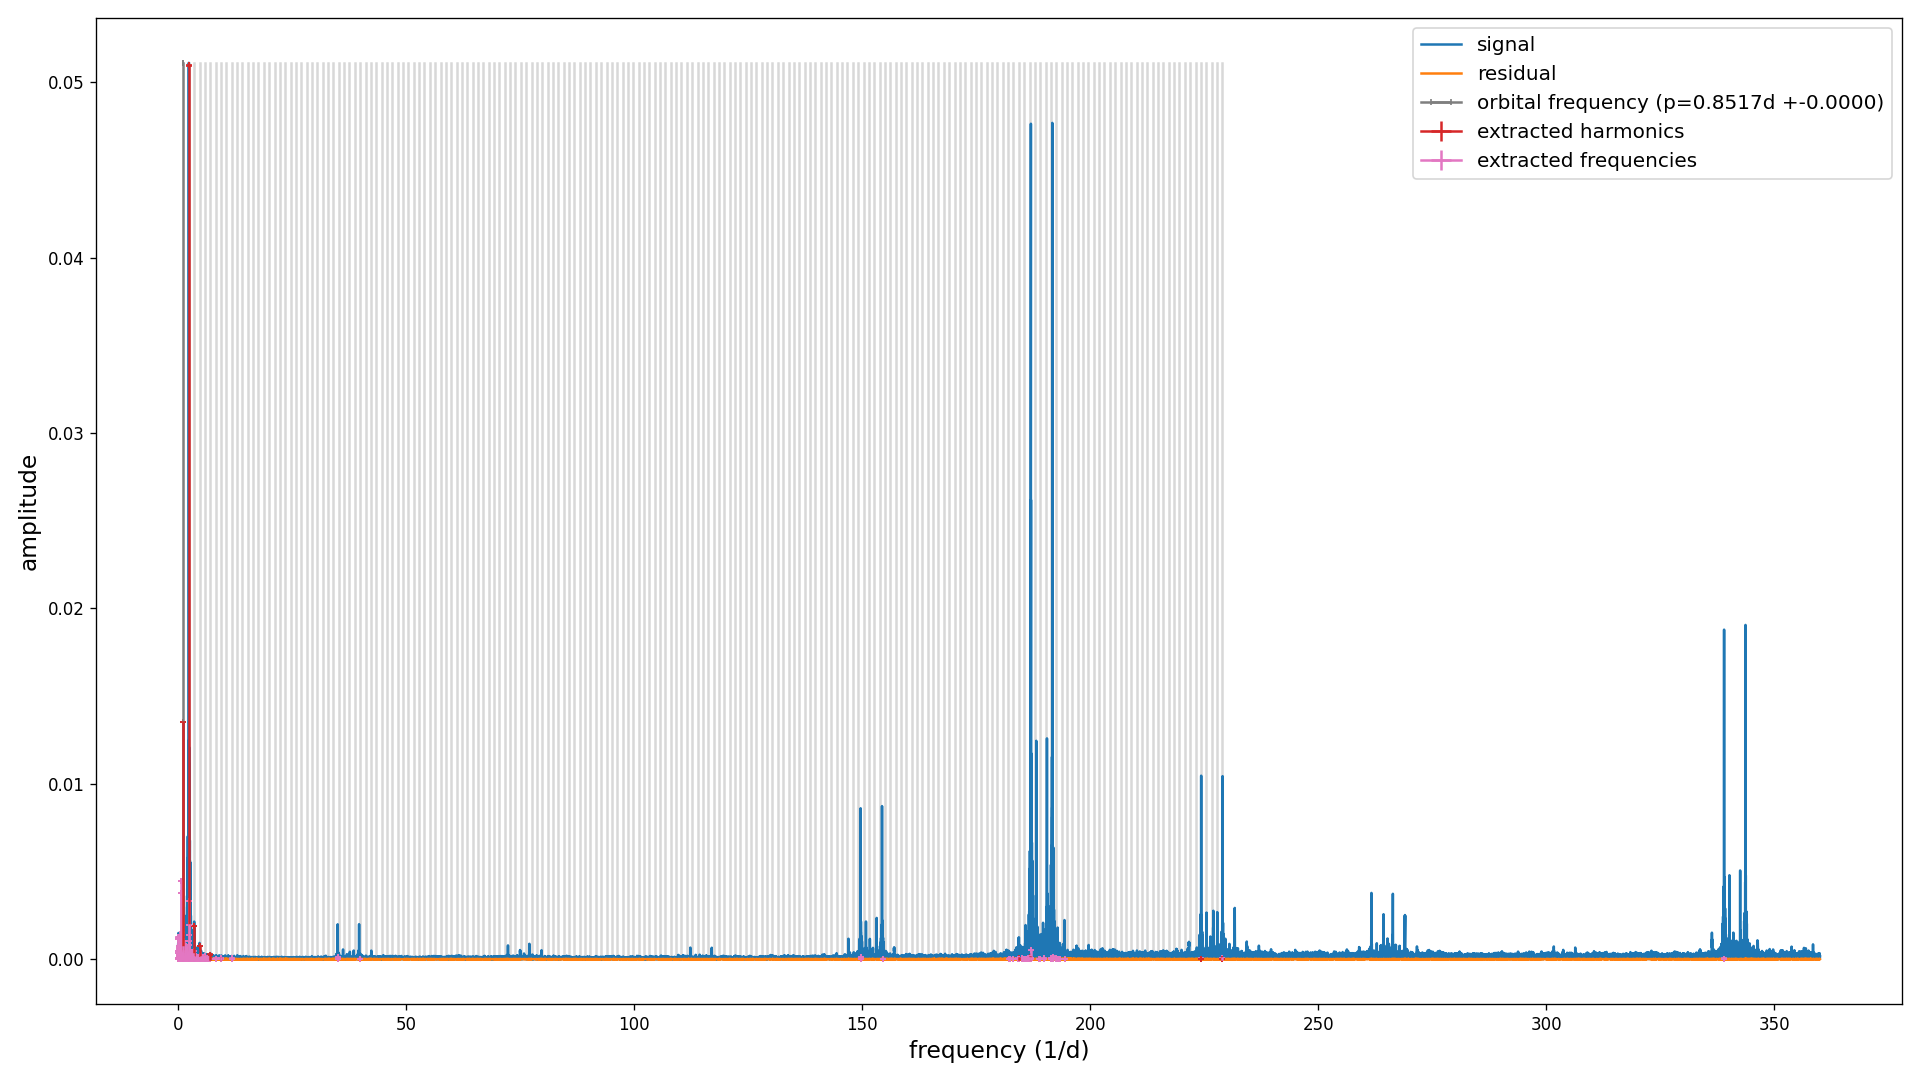 signal
residual
orbital frequency (p=0.8517d +-0.0000)
extracted harmonics
extracted frequencies
0.05
0.04
0.03
0.02
0.01
0.00
amplitude
0 50 100 150 200 250 300 350
frequency (1/d)